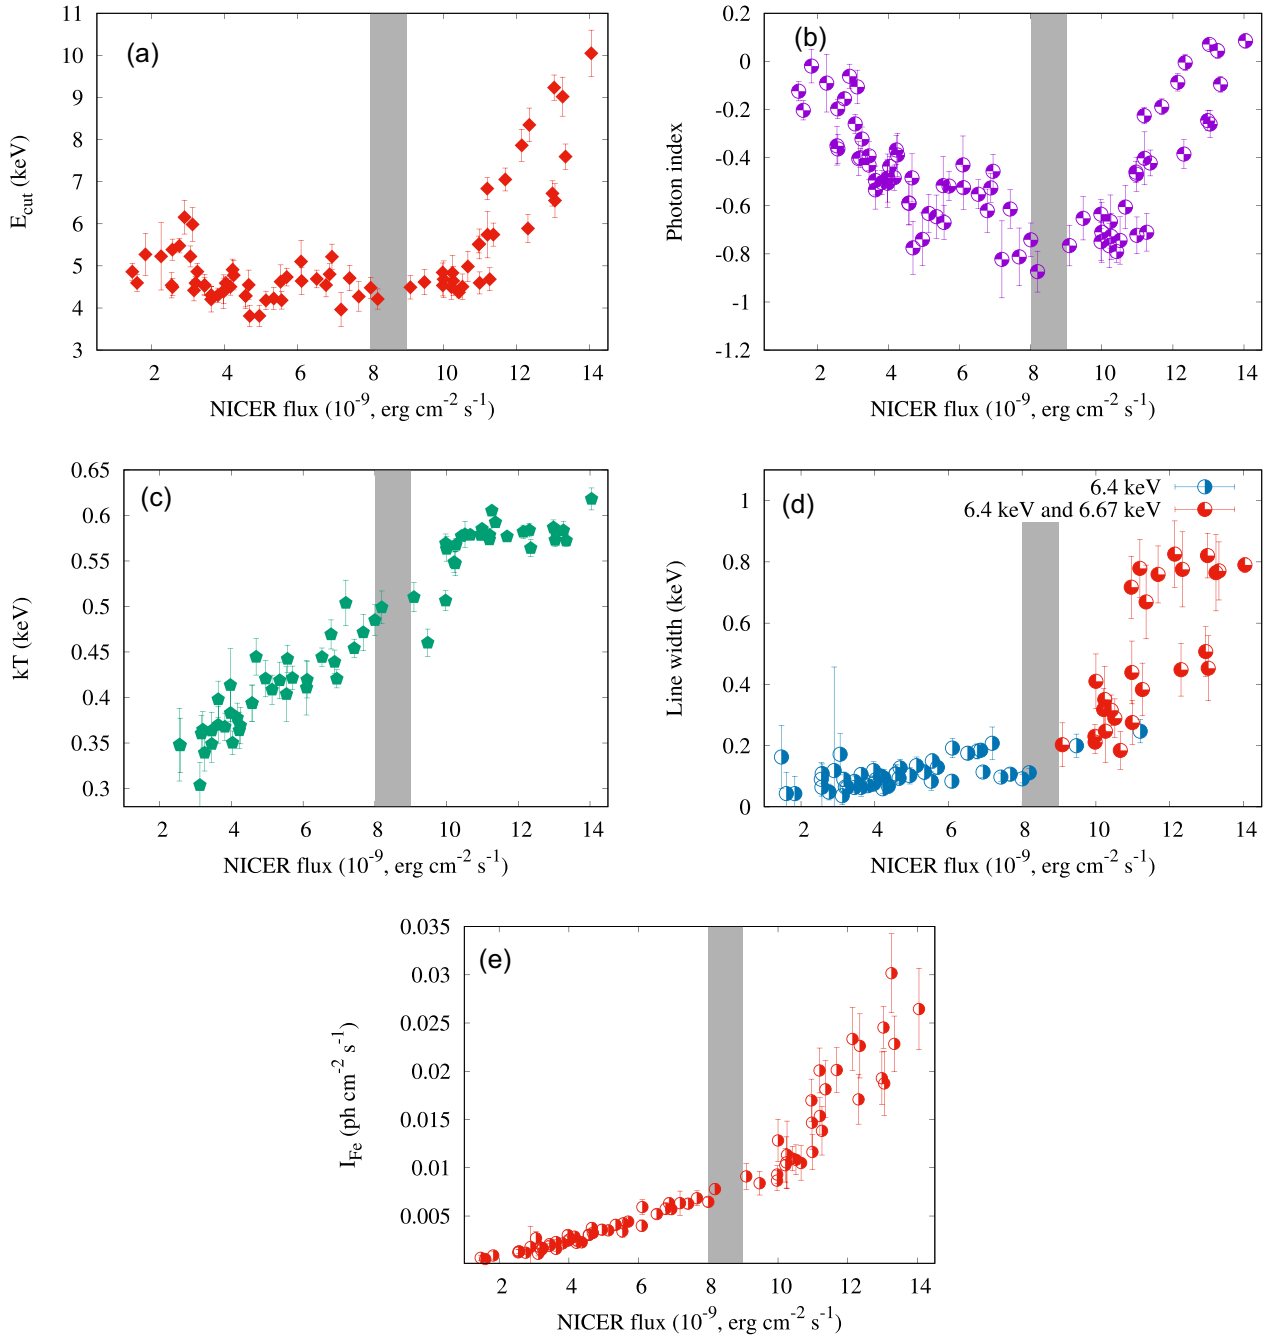 (a)
11
10
9
8
7
6
5
4
3
E_cut (keV)
2 4 6 8 10 12 14
NICER flux (10^-9, erg cm^-2 s^-1)
(b)
0.2
0
-0.2
-0.4
-0.6
-0.8
-1
-1.2
Photon index
2 4 6 8 10 12 14
NICER flux (10^-9, erg cm^-2 s^-1)
(c)
0.65
0.6
0.55
0.5
0.45
0.4
0.35
0.3
kT (keV)
2 4 6 8 10 12 14
NICER flux (10^-9, erg cm^-2 s^-1)
(d)
6.4 keV
6.4 keV and 6.67 keV
1
0.8
0.6
0.4
0.2
0
Line width (keV)
2 4 6 8 10 12 14
NICER flux (10^-9, erg cm^-2 s^-1)
(e)
0.035
0.03
0.025
0.02
0.015
0.01
0.005
I_Fe (ph cm^-2 s^-1)
2 4 6 8 10 12 14
NICER flux (10^-9, erg cm^-2 s^-1)